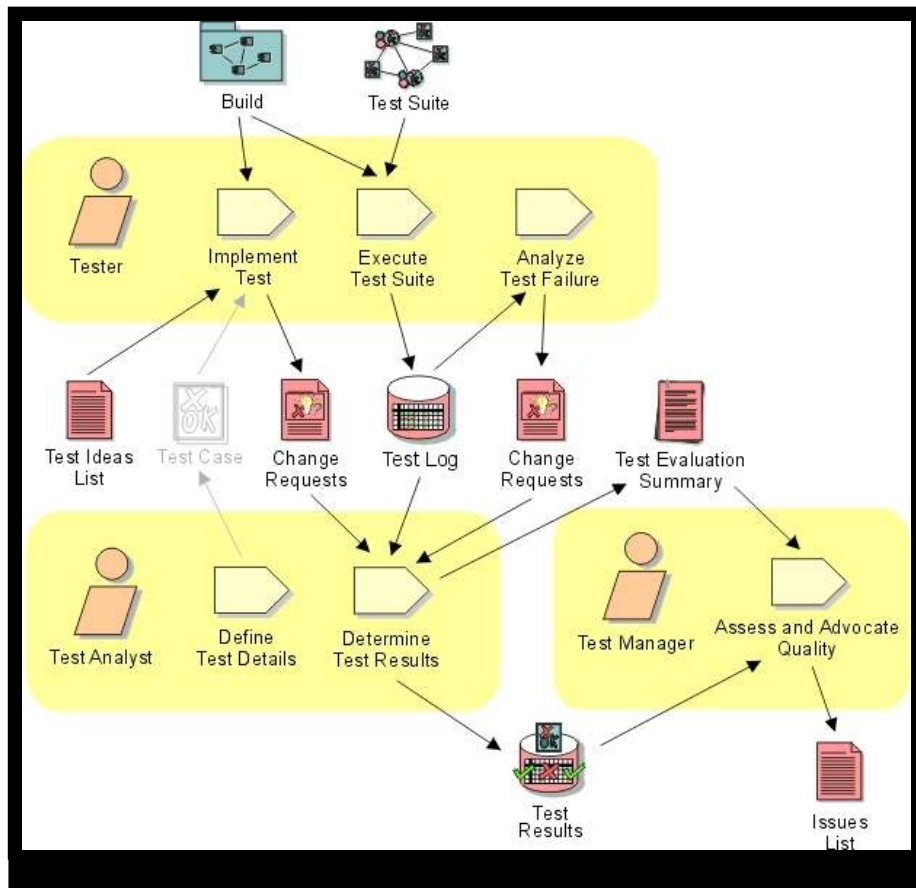 Build
Test Suite
Tester
Implement
Test
Execute
Test Suite
Analyze
Test Failure
Test Ideas
List
Test Case
Change
Requests
Test Log
Change
Requests
Test Evaluation
Summary
Test Analyst
Define
Test Details
Determine
Test Results
Test Manager
Assess and Advocate
Quality
Test
Results
Issues
List
X
OK
X
OK